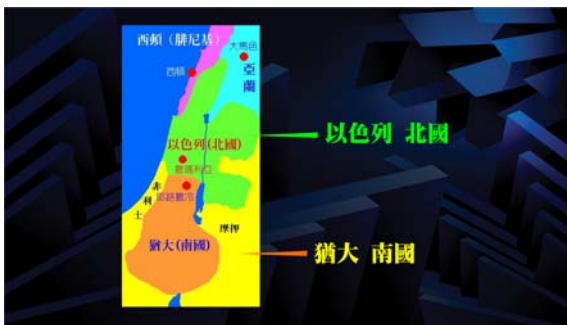 西頓（腓尼基）
大馬色
亞蘭
西頓
以色列 北國
以色列(北國)
撒瑪利亞
耶路撒冷
非利士
摩押
猶大(南國)
猶大 南國